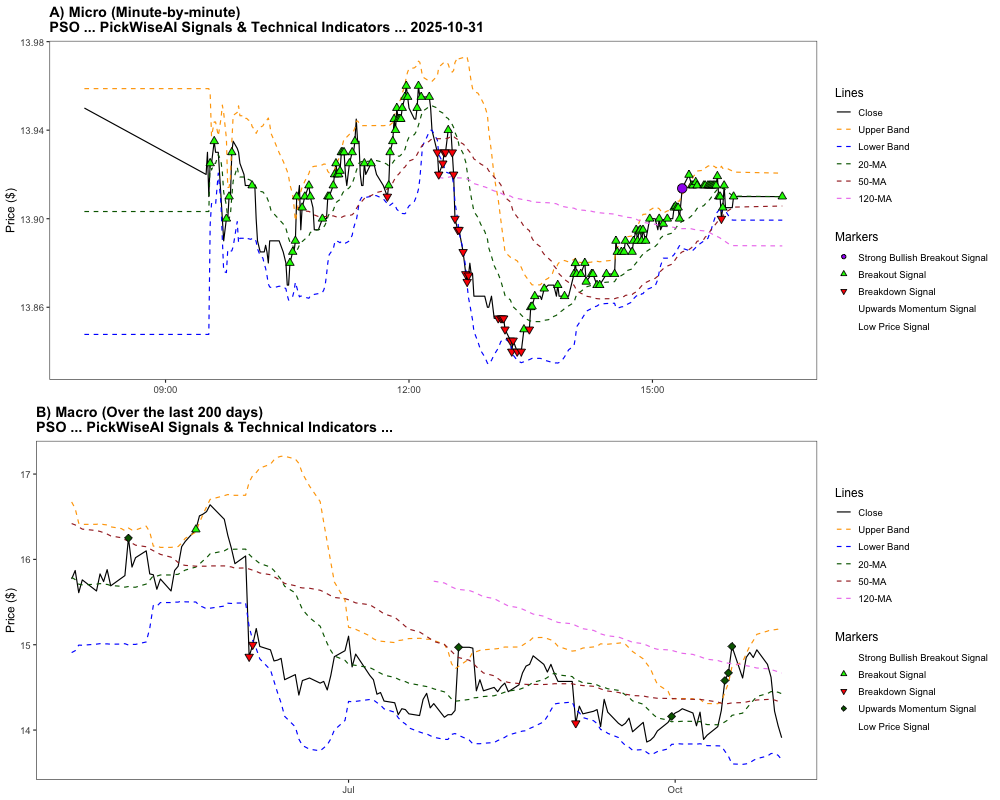 A) Micro (Minute-by-minute)
PSO ... PickWiseAI Signals & Technical Indicators ... 2025-10-31
Price ($)
13.98
13.94
13.90
13.86
09:00
12:00
15:00
Lines
Close
Upper Band
Lower Band
20-MA
50-MA
120-MA
Markers
Strong Bullish Breakout Signal
Breakout Signal
Breakdown Signal
Upwards Momentum Signal
Low Price Signal
B) Macro (Over the last 200 days)
PSO ... PickWiseAI Signals & Technical Indicators ...
Price ($)
17
16
15
14
Jul
Oct
Lines
Close
Upper Band
Lower Band
20-MA
50-MA
120-MA
Markers
Strong Bullish Breakout Signal
Breakout Signal
Breakdown Signal
Upwards Momentum Signal
Low Price Signal